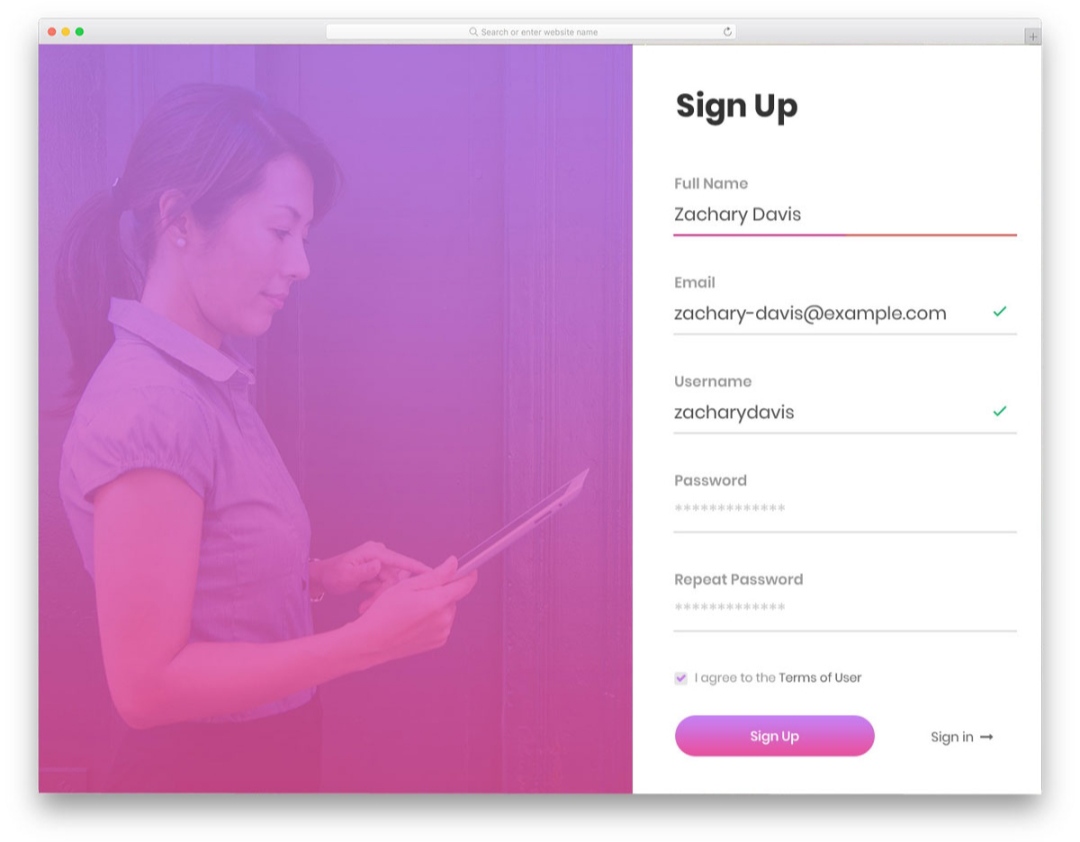 Search or enter website name
Sign Up
Full Name
Zachary Davis
Email
zachary-davis@example.com
Username
zacharydavis
Password
*************
Repeat Password
*************
I agree to the Terms of User
Sign Up
Sign in →